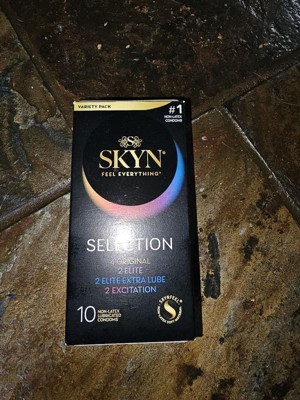 VARIETY PACK
#1
NON-LATEX
CONDOMS
SKYN®
FEEL EVERYTHING®
SELECTION
ORIGINAL
2 ELITE
2 ELITE EXTRA LUBE
2 EXCITATION
10 NON-LATEX
LUBRICATED
CONDOMS
SKYNFEEL